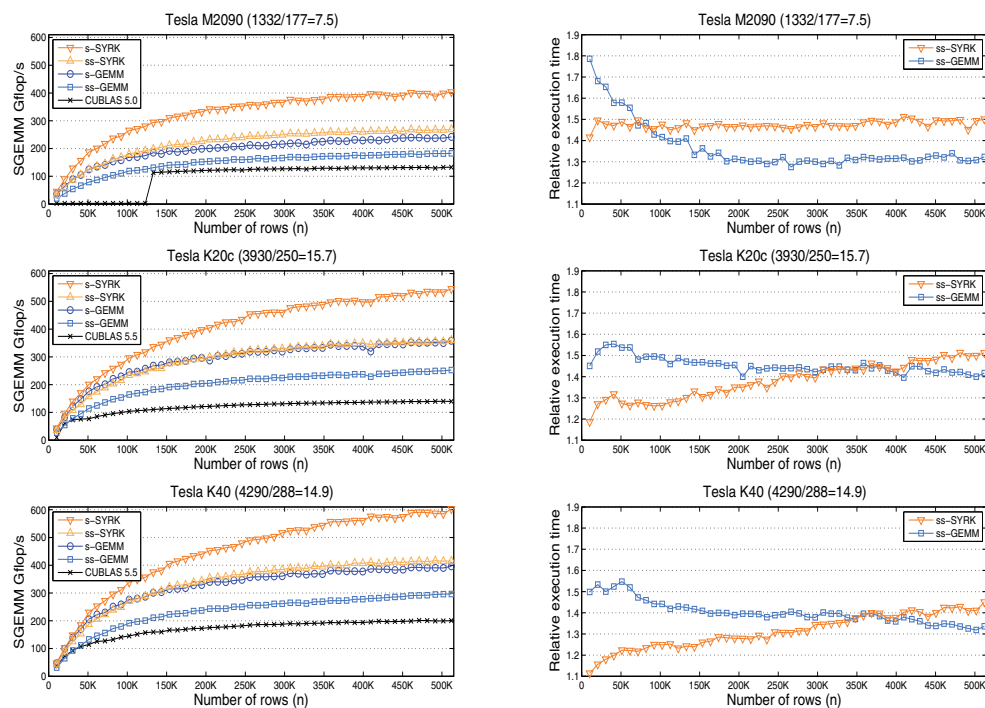 Tesla M2090 (1332/177=7.5)
SGEMM Gflop/s
600
500
400
300
200
100
0
s-SYRK
ss-SYRK
s-GEMM
ss-GEMM
CUBLAS 5.0
0 50K 100K 150K 200K 250K 300K 350K 400K 450K 500K
Number of rows (n)
Tesla M2090 (1332/177=7.5)
Relative execution time
1.9
1.8
1.7
1.6
1.5
1.4
1.3
1.2
1.1
ss-SYRK
ss-GEMM
0 50K 100K 150K 200K 250K 300K 350K 400K 450K 500K
Number of rows (n)
Tesla K20c (3930/250=15.7)
SGEMM Gflop/s
600
500
400
300
200
100
0
s-SYRK
ss-SYRK
s-GEMM
ss-GEMM
CUBLAS 5.5
0 50K 100K 150K 200K 250K 300K 350K 400K 450K 500K
Number of rows (n)
Tesla K20c (3930/250=15.7)
Relative execution time
1.9
1.8
1.7
1.6
1.5
1.4
1.3
1.2
1.1
ss-SYRK
ss-GEMM
0 50K 100K 150K 200K 250K 300K 350K 400K 450K 500K
Number of rows (n)
Tesla K40 (4290/288=14.9)
SGEMM Gflop/s
600
500
400
300
200
100
0
s-SYRK
ss-SYRK
s-GEMM
ss-GEMM
CUBLAS 5.5
0 50K 100K 150K 200K 250K 300K 350K 400K 450K 500K
Number of rows (n)
Tesla K40 (4290/288=14.9)
Relative execution time
1.9
1.8
1.7
1.6
1.5
1.4
1.3
1.2
1.1
ss-SYRK
ss-GEMM
0 50K 100K 150K 200K 250K 300K 350K 400K 450K 500K
Number of rows (n)